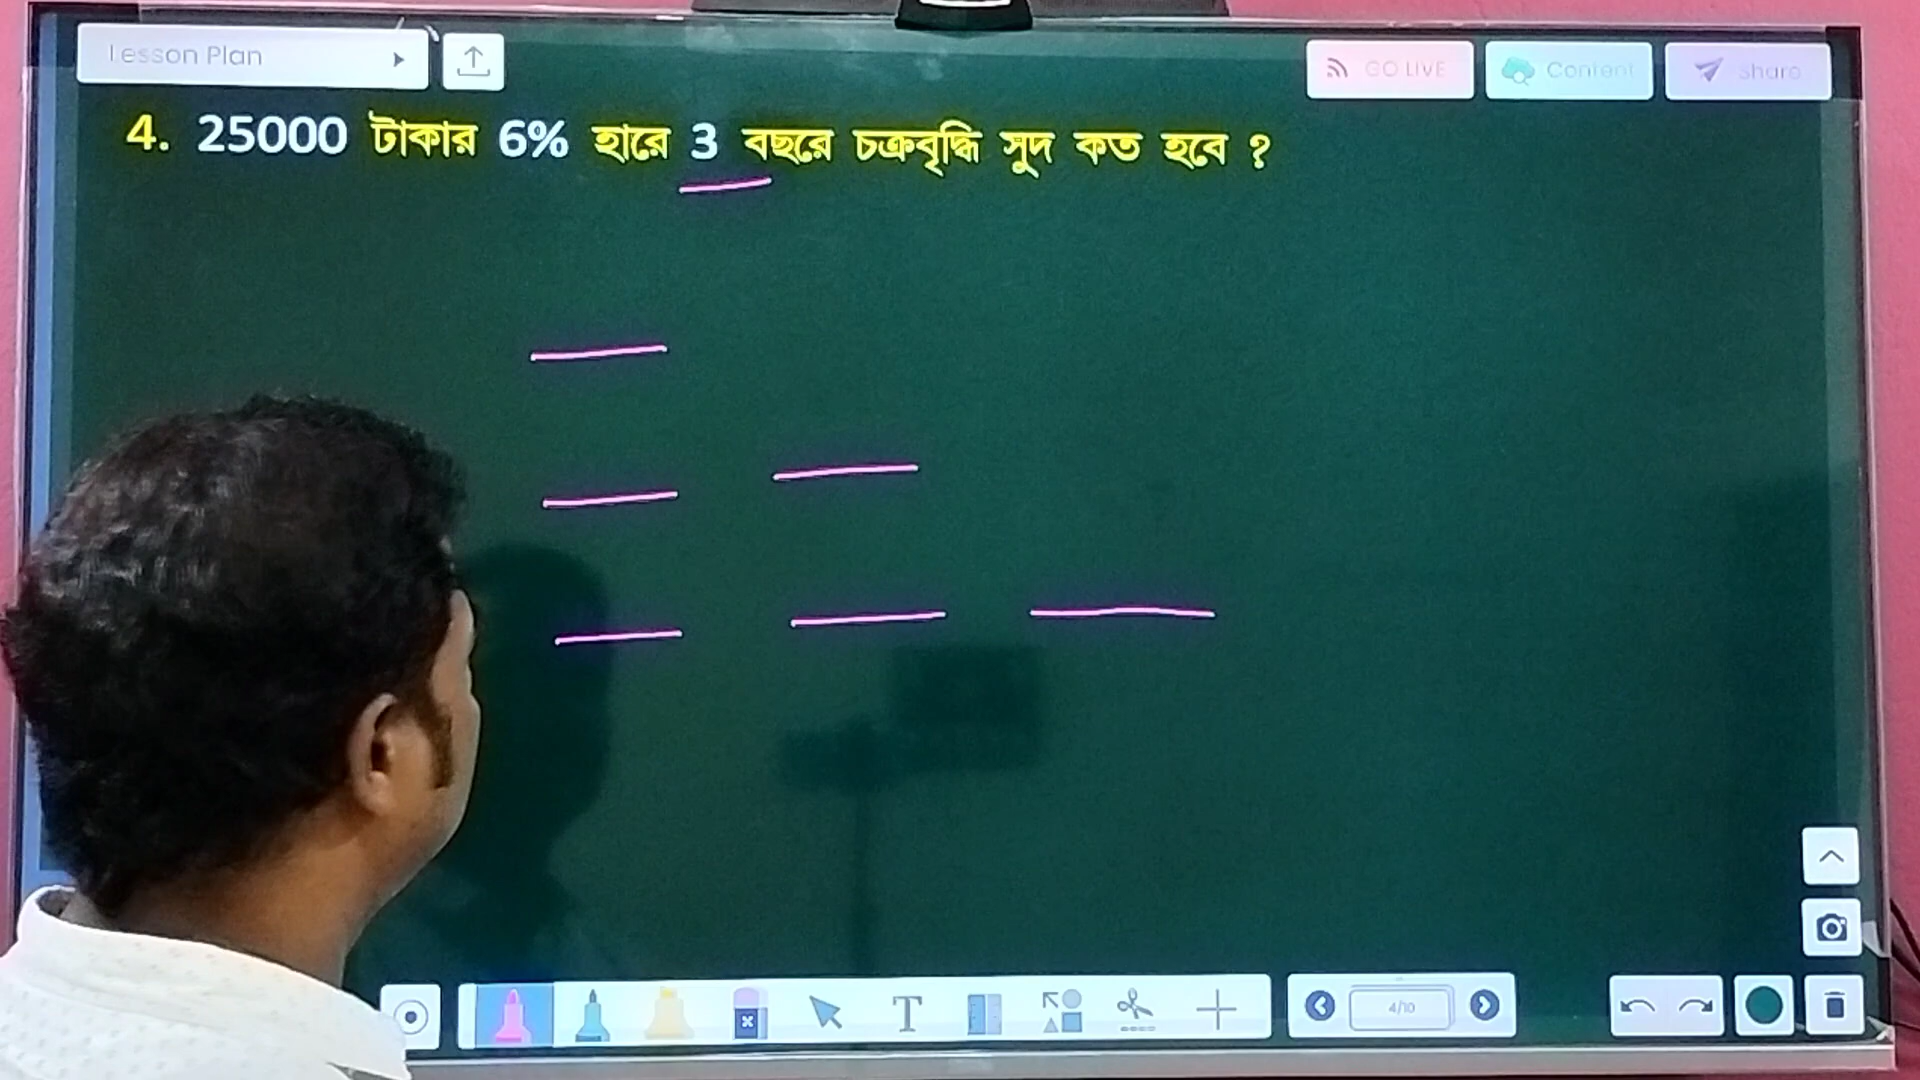 Lesson Plan
GO LIVE
Content
share
4. 25000 টাকার 6% হারে 3 বছরে চক্রবৃদ্ধি সুদ কত হবে ?
T
4/10